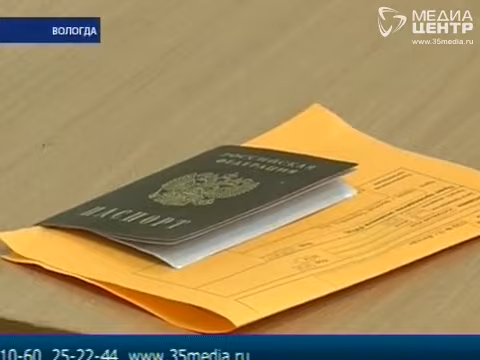 ВОЛОГДА
МЕДИА
ЦЕНТР
www.35media.ru
РОССИЙСКАЯ
ФЕДЕРАЦИЯ
ПАСПОРТ
10-60 25-22-44 www.35media.ru